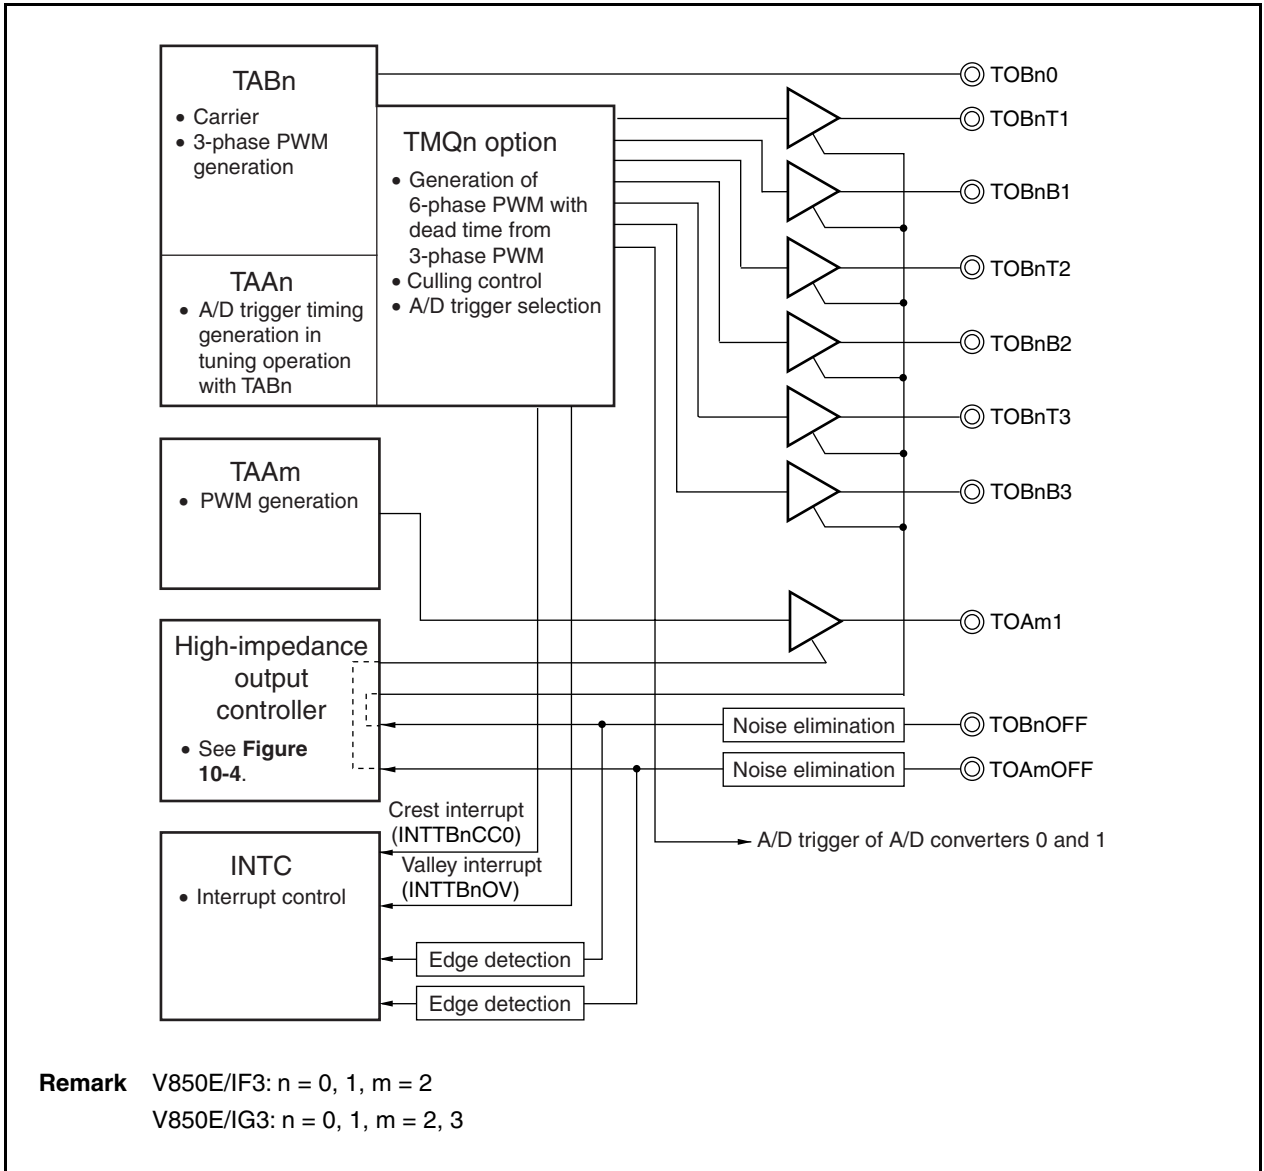 TABn
• Carrier
• 3-phase PWM
generation
TAAn
• A/D trigger timing
generation in
tuning operation
with TABn
TMQn option
• Generation of
6-phase PWM with
dead time from
3-phase PWM
• Culling control
• A/D trigger selection
TOBn0
TOBnT1
TOBnB1
TOBnT2
TOBnB2
TOBnT3
TOBnB3
TAAm
• PWM generation
TOAm1
High-impedance
output
controller
• See Figure
10-4.
Noise elimination
TOBnOFF
Noise elimination
TOAmOFF
Crest interrupt
(INTTBnCC0)
Valley interrupt
(INTTBnOV)
A/D trigger of A/D converters 0 and 1
INTC
• Interrupt control
Edge detection
Edge detection
Remark V850E/IF3: n = 0, 1, m = 2
V850E/IG3: n = 0, 1, m = 2, 3